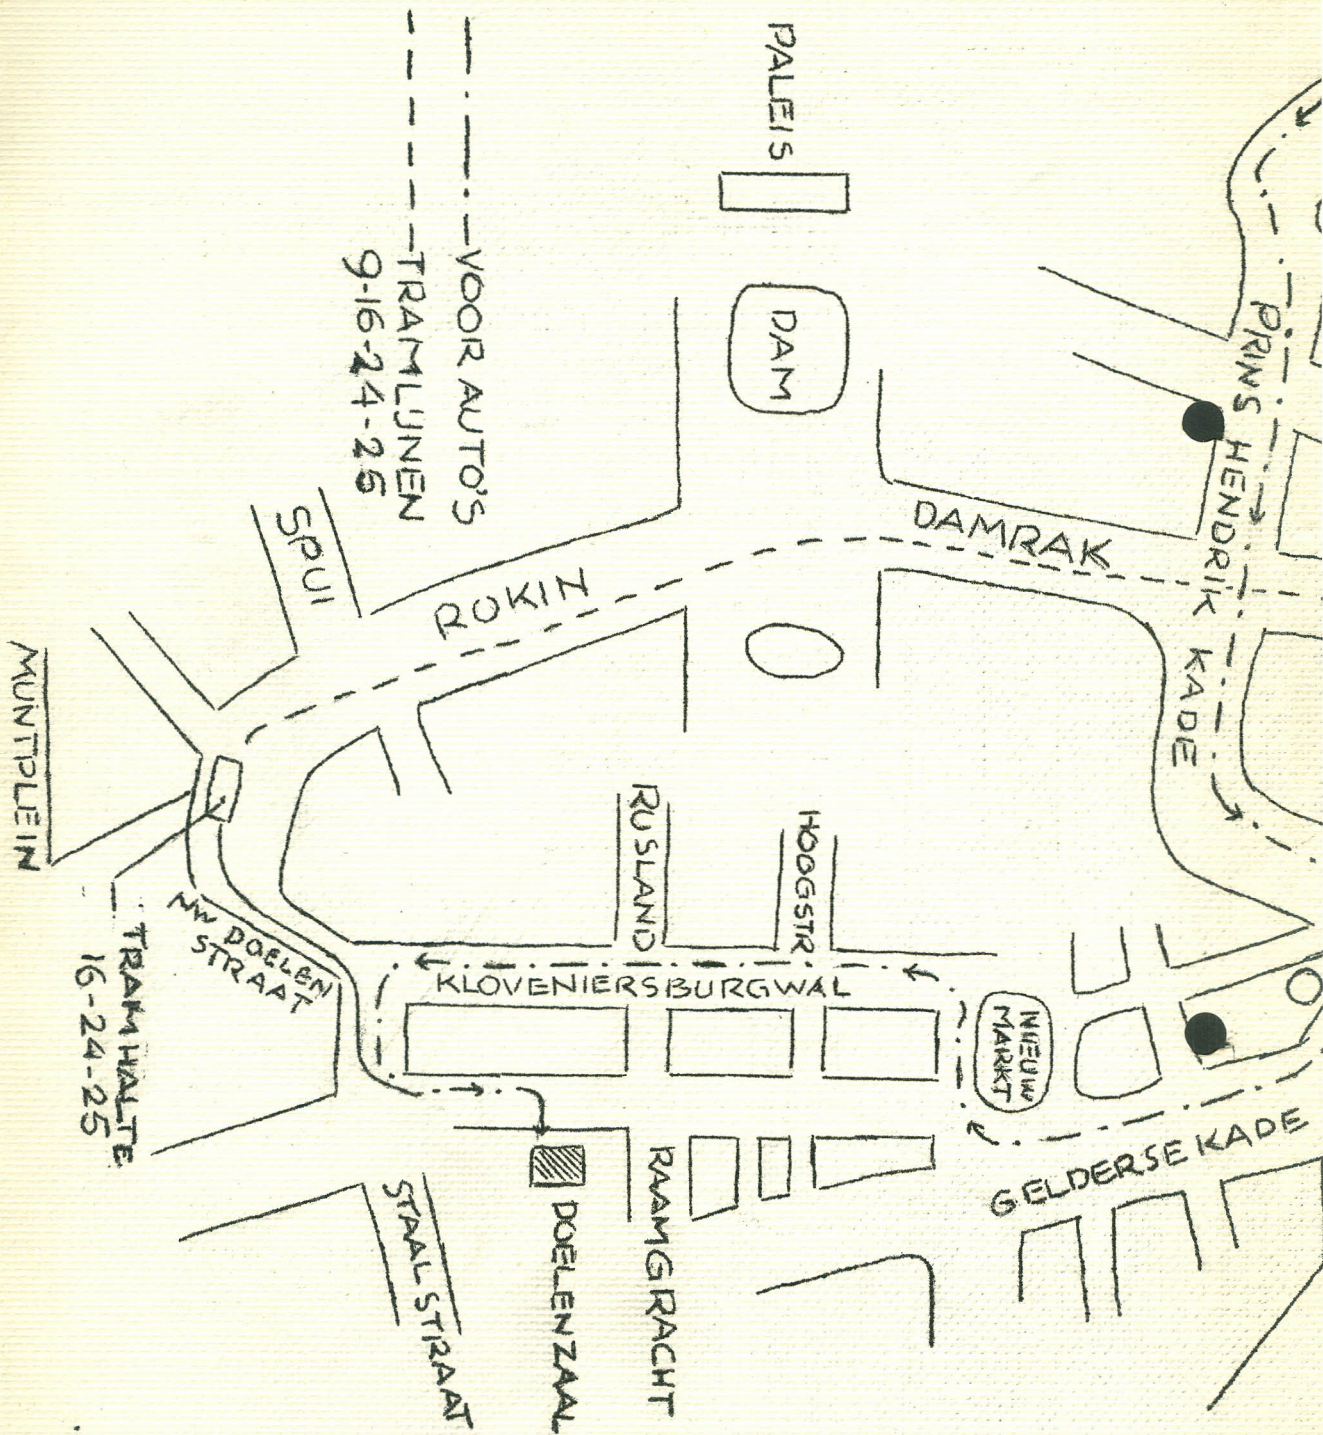 PALEIS
DAM
PRINS HENDRIK KADE
DAMRAK
VOOR AUTO'S
TRAMLIJNEN
9-16-24-25
SPUI
ROKIN
MUNTPLEIN
TRAMHALTE
16-24-25
NW DOELEN
STRAAT
RUSLAND
HOOGSTR
KLOVENIERSBURGWAL
NIEUW
MARKT
GELDERSE KADE
RAAMGRACHT
DOELENZAAL
STAALSTRAAT